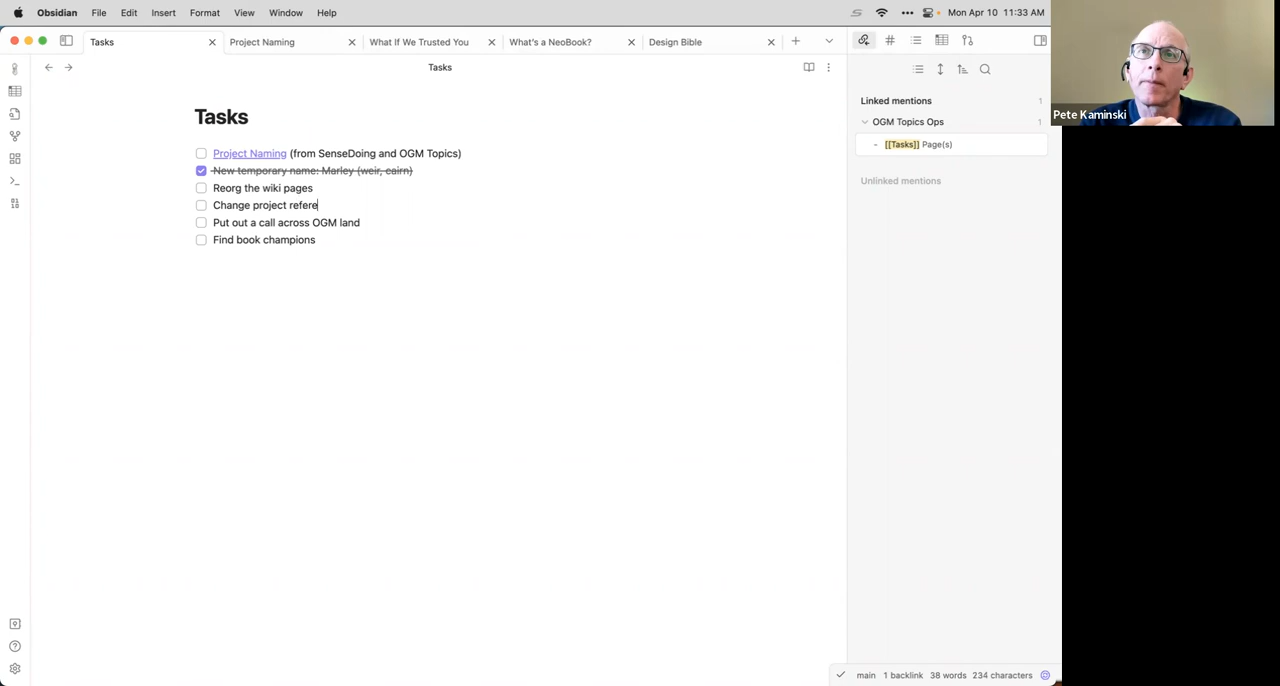 Obsidian File Edit Insert Format View Window Help Mon Apr 10 11:33 AM
Tasks Project Naming What If We Trusted You What's a NeoBook? Design Bible
Tasks
Tasks
Project Naming (from SenseDoing and OGM Topics)
New temporary name: Marley (weir, cairn)
Reorg the wiki pages
Change project refere
Put out a call across OGM land
Find book champions
Linked mentions 1
OGM Topics Ops 1
- [[Tasks]] Page(s)
Unlinked mentions
Pete Kaminski
main 1 backlink 38 words 234 characters